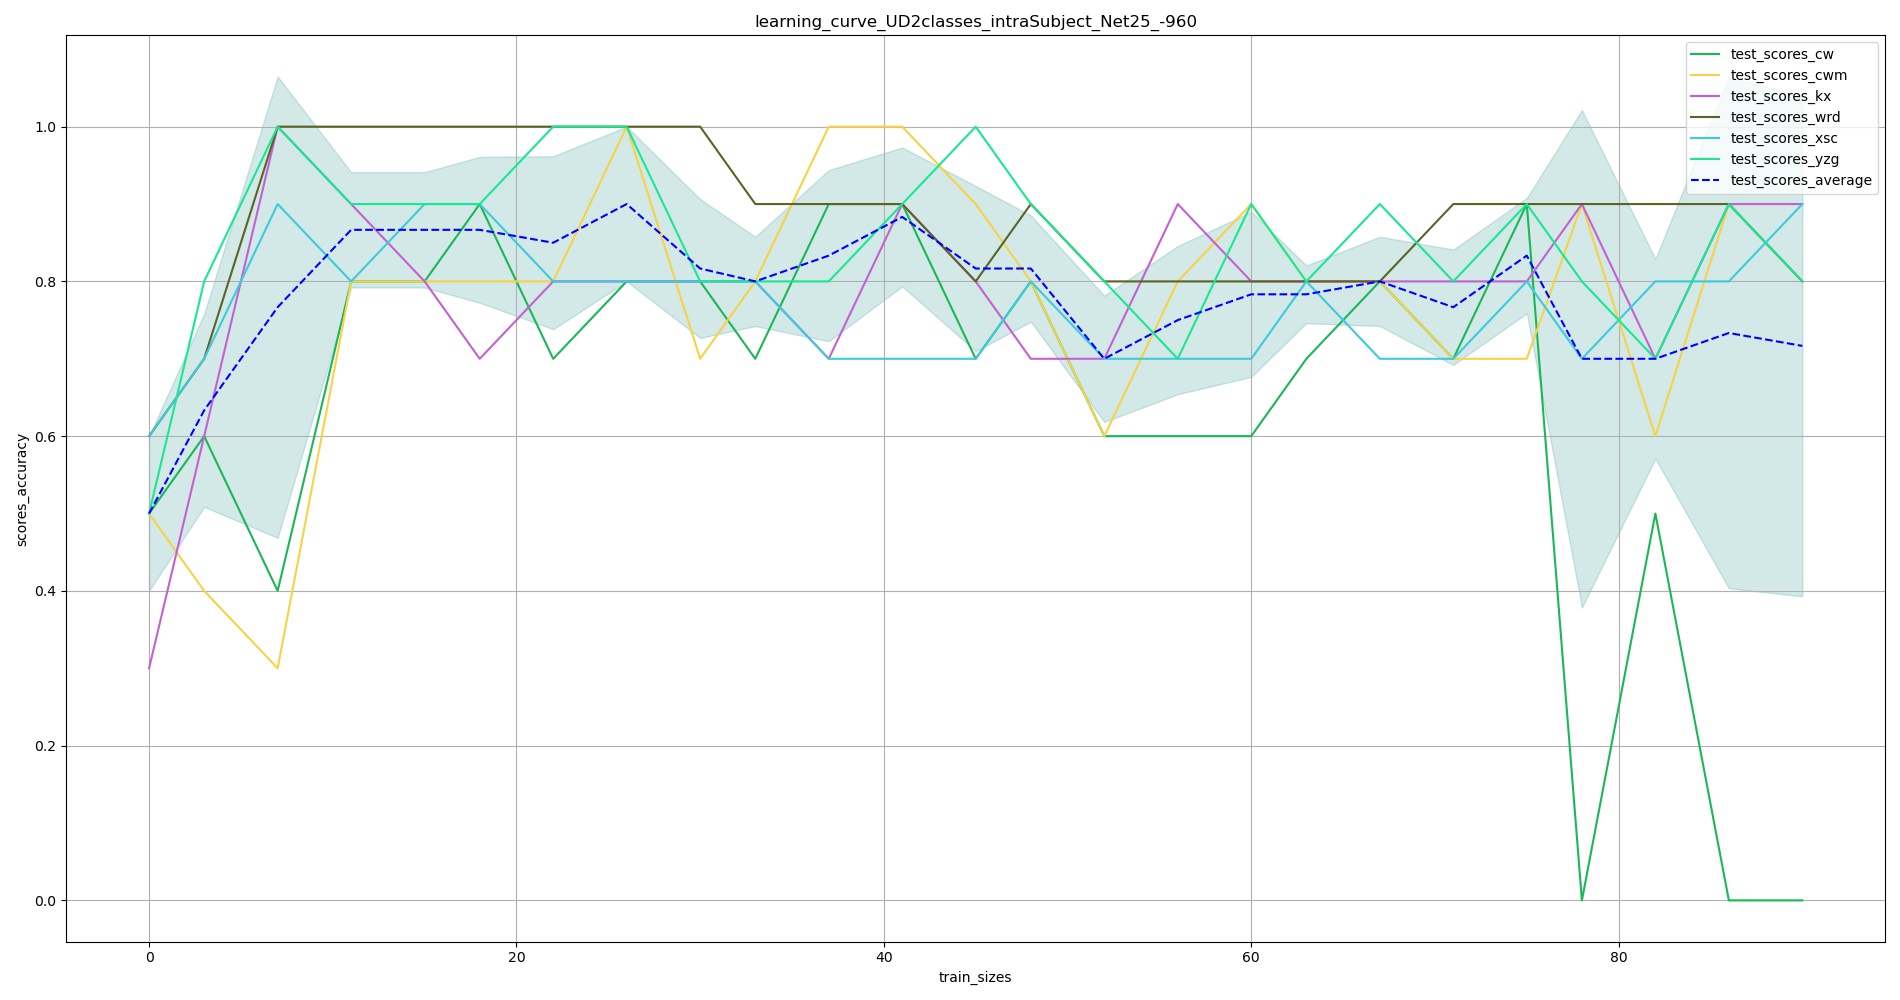 learning_curve_UD2classes_intraSubject_Net25_-960
test_scores_cw
test_scores_cwm
test_scores_kx
test_scores_wrd
test_scores_xsc
test_scores_yzg
test_scores_average
scores_accuracy
1.0
0.8
0.6
0.4
0.2
0.0
0 20 40 60 80
train_sizes